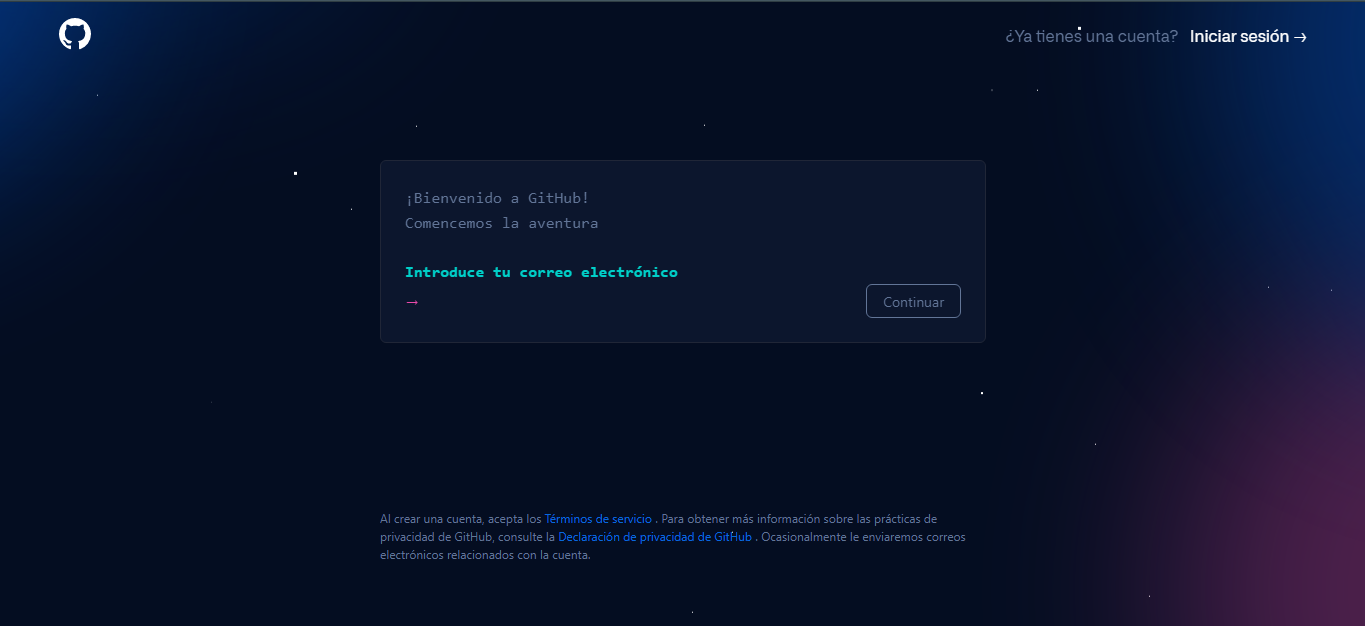 ¿Ya tienes una cuenta? Iniciar sesión →
¡Bienvenido a GitHub!
Comencemos la aventura
Introduce tu correo electrónico
→
Continuar
Al crear una cuenta, acepta los Términos de servicio . Para obtener más información sobre las prácticas de
privacidad de GitHub, consulte la Declaración de privacidad de GitHub . Ocasionalmente le enviaremos correos
electrónicos relacionados con la cuenta.